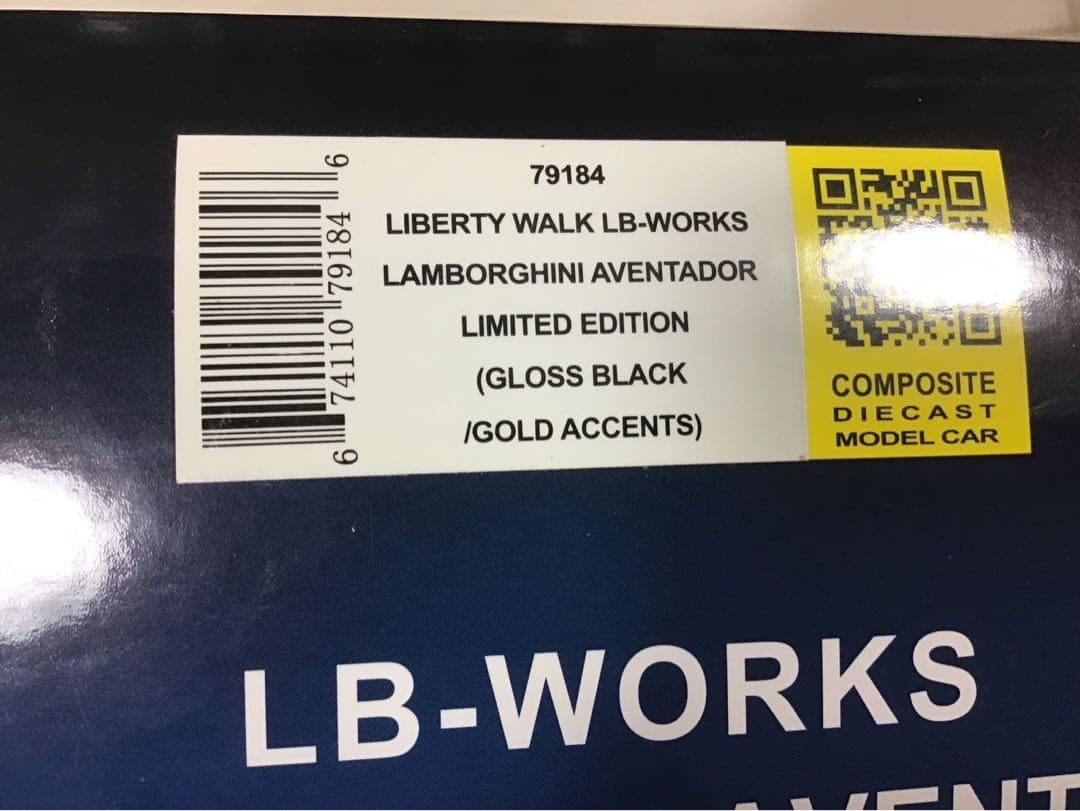 6 74110 79184 6
79184
LIBERTY WALK LB-WORKS
LAMBORGHINI AVENTADOR
LIMITED EDITION
(GLOSS BLACK
/GOLD ACCENTS)
COMPOSITE
DIECAST
MODEL CAR
LB-WORKS